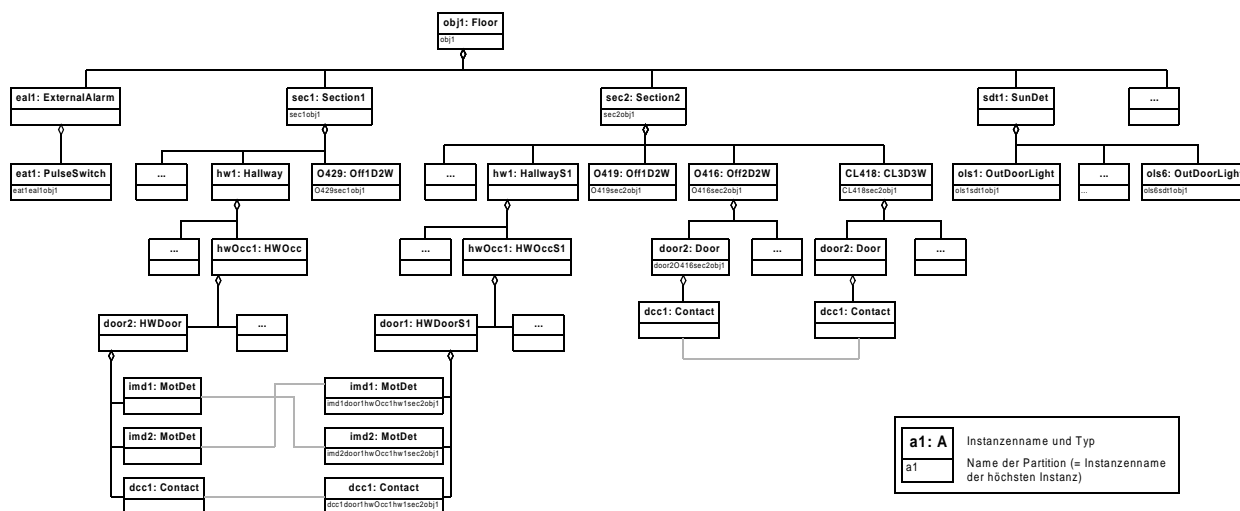 obj1: Floor
obj1
eal1: ExternalAlarm
sec1: Section1
sec1obj1
sec2: Section2
sec2obj1
sdt1: SunDet
...
eat1: PulseSwitch
eat1eal1obj1
...
hw1: Hallway
O429: Off1D2W
O429sec1obj1
...
hw1: HallwayS1
O419: Off1D2W
O419sec2obj1
O416: Off2D2W
O416sec2obj1
CL418: CL3D3W
CL418sec2obj1
ols1: OutDoorLight
ols1sdt1obj1
...
...
ols6: OutDoorLight
ols6sdt1obj1
...
hwOcc1: HWOcc
...
hwOcc1: HWOccS1
door2: Door
door2O416sec2obj1
...
door2: Door
...
dcc1: Contact
dcc1: Contact
door2: HWDoor
...
door1: HWDoorS1
...
imd1: MotDet
imd1: MotDet
imd1door1hwOcc1hw1sec2obj1
imd2: MotDet
imd2: MotDet
imd2door1hwOcc1hw1sec2obj1
dcc1: Contact
dcc1: Contact
dcc1door1hwOcc1hw1sec2obj1
a1: A
Instanzenname und Typ
a1
Name der Partition (= Instanzenname
der höchsten Instanz)